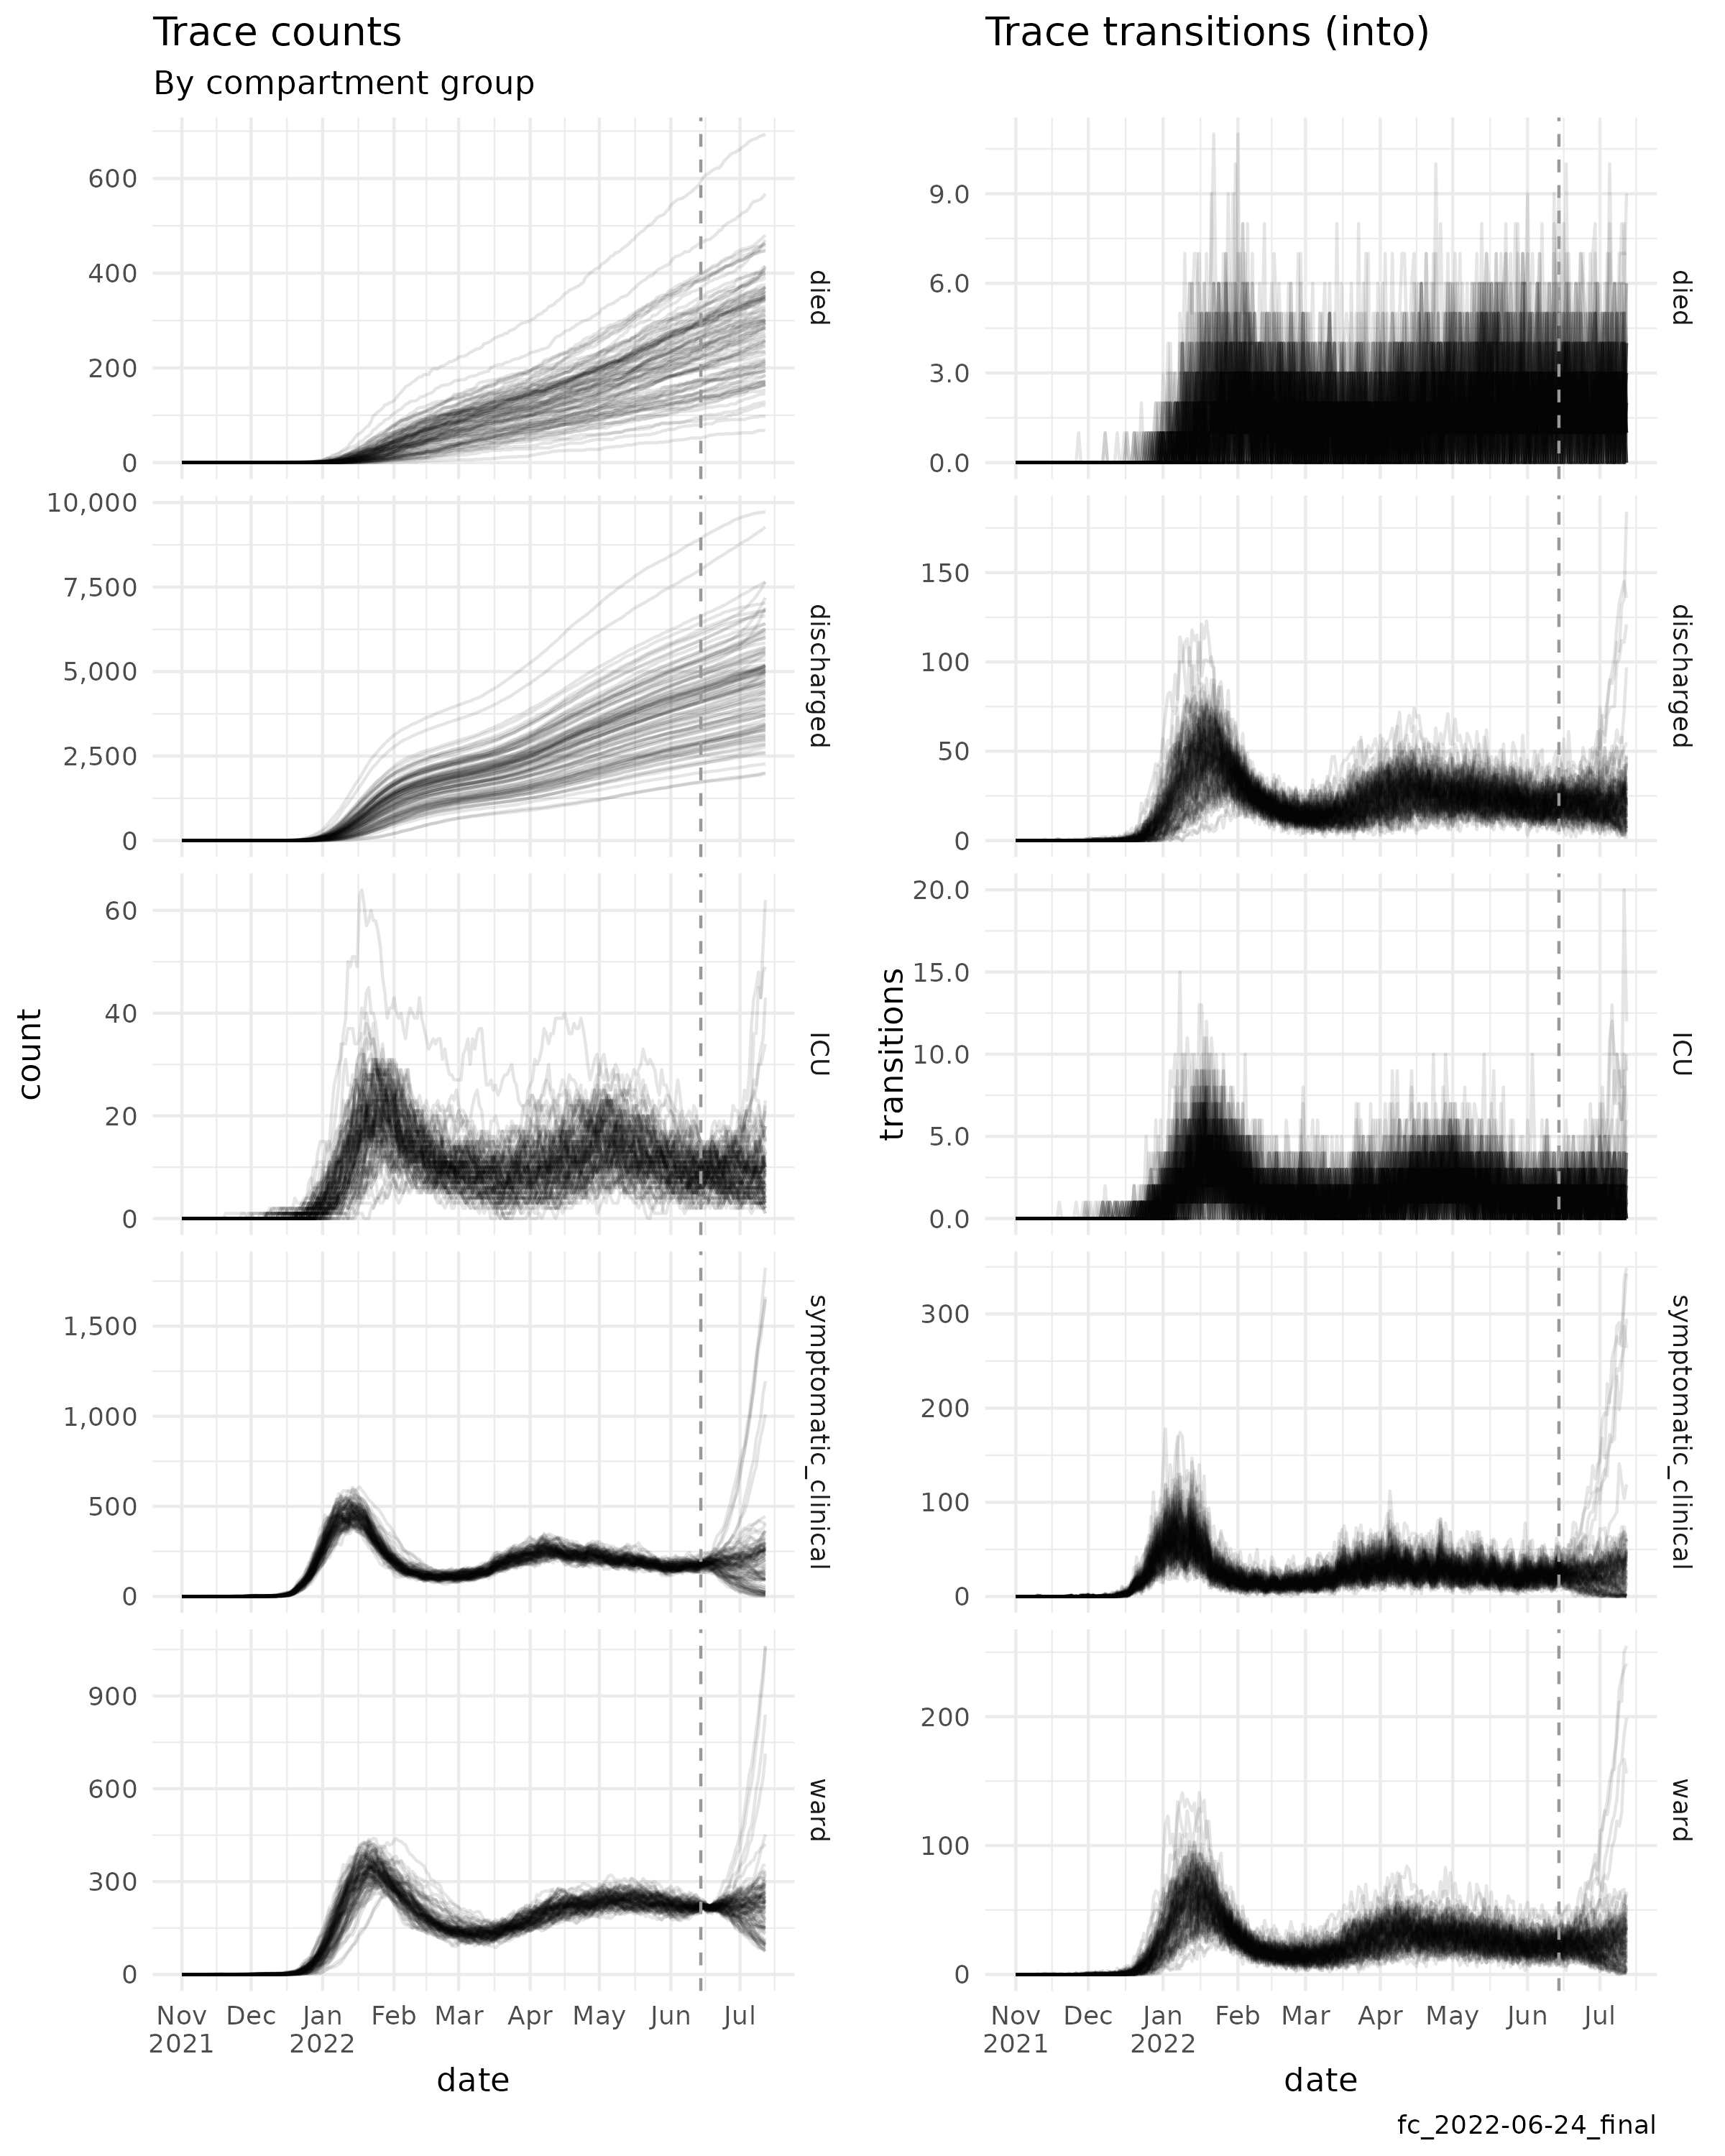 Trace counts
By compartment group
count
600
400
200
0
died
10,000
7,500
5,000
2,500
0
discharged
60
40
20
0
ICU
1,500
1,000
500
0
symptomatic_clinical
900
600
300
0
ward
Nov Dec Jan Feb Mar Apr May Jun Jul
2021 2022
date
Trace transitions (into)
transitions
9.0
6.0
3.0
0.0
died
150
100
50
0
discharged
20.0
15.0
10.0
5.0
0.0
ICU
300
200
100
0
symptomatic_clinical
200
100
0
ward
Nov Dec Jan Feb Mar Apr May Jun Jul
2021 2022
date
fc_2022-06-24_final